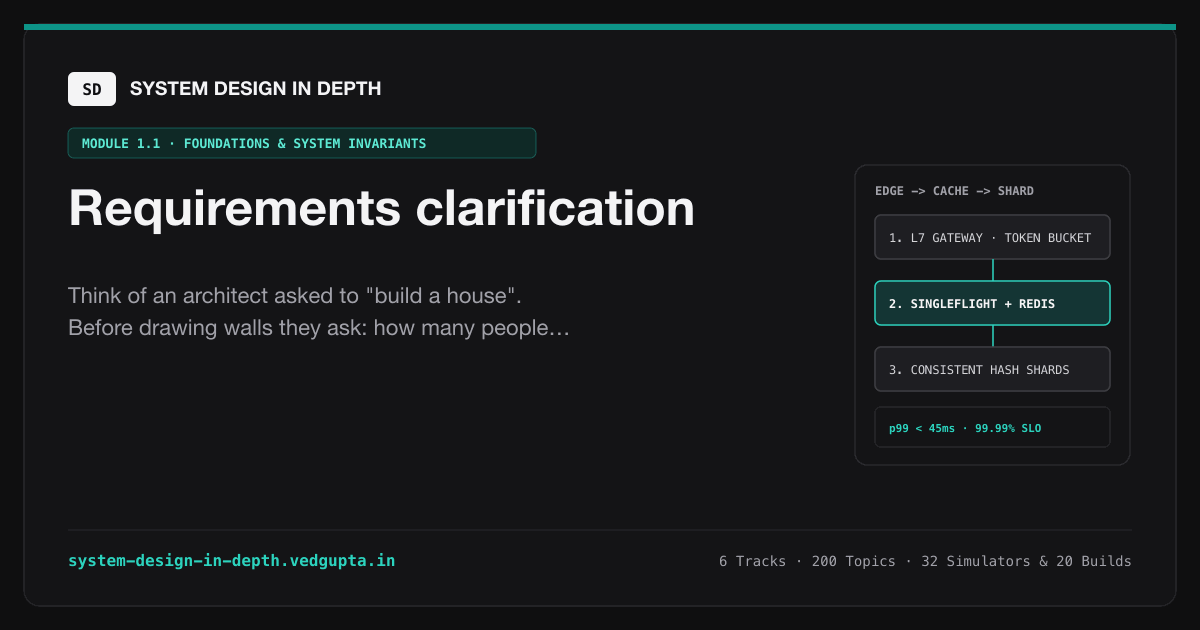 SD
SYSTEM DESIGN IN DEPTH
MODULE 1.1 · FOUNDATIONS & SYSTEM INVARIANTS
Requirements clarification
Think of an architect asked to "build a house".
Before drawing walls they ask: how many people…
EDGE —> CACHE —> SHARD
1. L7 GATEWAY · TOKEN BUCKET
2. SINGLEFLIGHT + REDIS
3. CONSISTENT HASH SHARDS
p99 < 45ms · 99.99% SLO
system-design-in-depth.vedgupta.in
6 Tracks · 200 Topics · 32 Simulators & 20 Builds